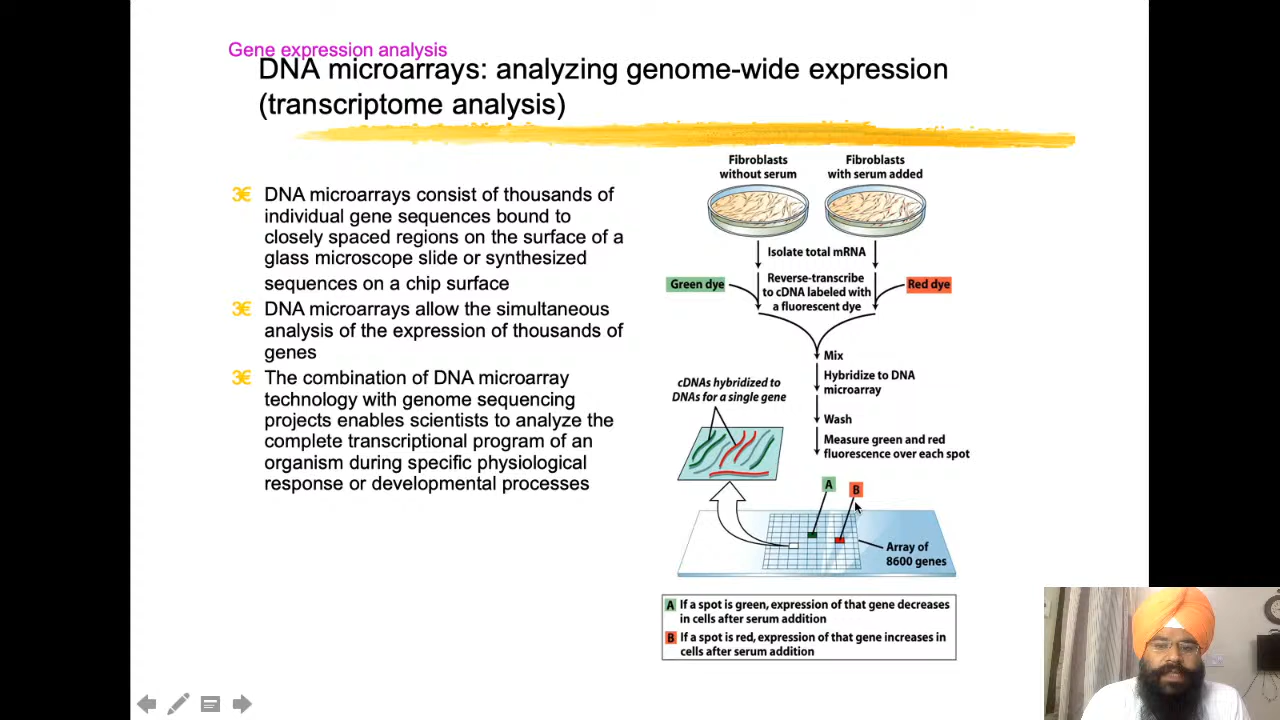 Gene expression analysis
DNA microarrays: analyzing genome-wide expression
(transcriptome analysis)
DNA microarrays consist of thousands of
individual gene sequences bound to
closely spaced regions on the surface of a
glass microscope slide or synthesized
sequences on a chip surface
DNA microarrays allow the simultaneous
analysis of the expression of thousands of
genes
The combination of DNA microarray
technology with genome sequencing
projects enables scientists to analyze the
complete transcriptional program of an
organism during specific physiological
response or developmental processes
Fibroblasts
without serum
Fibroblasts
with serum added
Isolate total mRNA
Green dye
Reverse-transcribe
to cDNA labeled with
a fluorescent dye
Red dye
Mix
Hybridize to DNA
microarray
Wash
Measure green and red
fluorescence over each spot
cDNAs hybridized to
DNAs for a single gene
A
B
Array of
8600 genes
A If a spot is green, expression of that gene decreases
in cells after serum addition
B If a spot is red, expression of that gene increases in
cells after serum addition